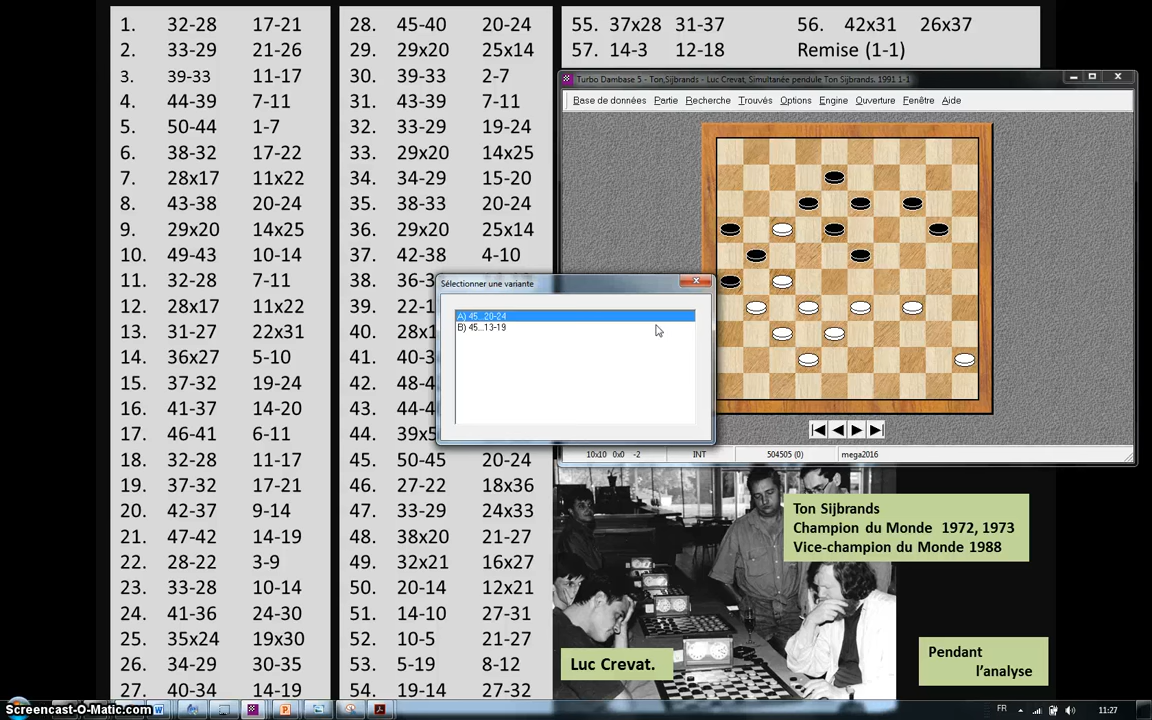 1. 32-28 17-21
2. 33-29 21-26
3. 39-33 11-17
4. 44-39 7-11
5. 50-44 1-7
6. 38-32 17-22
7. 28x17 11x22
8. 43-38 20-24
9. 29x20 14x25
10. 49-43 10-14
11. 32-28 7-11
12. 28x17 11x22
13. 31-27 22x31
14. 36x27 5-10
15. 37-32 19-24
16. 41-37 14-20
17. 46-41 6-11
18. 32-28 11-17
19. 37-32 17-21
20. 42-37 9-14
21. 47-42 14-19
22. 28-22 3-9
23. 33-28 10-14
24. 41-36 24-30
25. 35x24 19x30
26. 34-29 30-35
27. 40-34 14-19
28. 45-40 20-24
29. 29x20 25x14
30. 39-33 2-7
31. 43-39 7-11
32. 33-29 19-24
33. 29x20 14x25
34. 34-29 15-20
35. 38-33 20-24
36. 29x20 25x14
37. 42-38 4-10
38. 36-3
39. 22-1
40. 28x1
41. 40-3
42. 48-4
43. 44-4
44. 39x5
45. 50-45 20-24
46. 27-22 18x36
47. 33-29 24x33
48. 38x20 21-27
49. 32x21 16x27
50. 20-14 12x21
51. 14-10 27-31
52. 10-5 21-27
53. 5-19 8-12
54. 19-14 27-32
55. 37x28 31-37 56. 42x31 26x37
57. 14-3 12-18 Remise (1-1)
Turbo Dambase 5 - Ton,Sijbrands - Luc Crevat, Simultanée pendule Ton Sijbrands, 1991 1-1
Base de données Partie Recherche Trouvés Options Engine Ouverture Fenêtre Aide
Sélectionner une variante
A) 45...20-24
B) 45...13-19
10x10 0x0 -2 INT 504505 (0) mega2016
Ton Sijbrands
Champion du Monde 1972, 1973
Vice-champion du Monde 1988
Luc Crevat.
Pendant
l'analyse
Screencast-O-Matic.com
FR 11:27